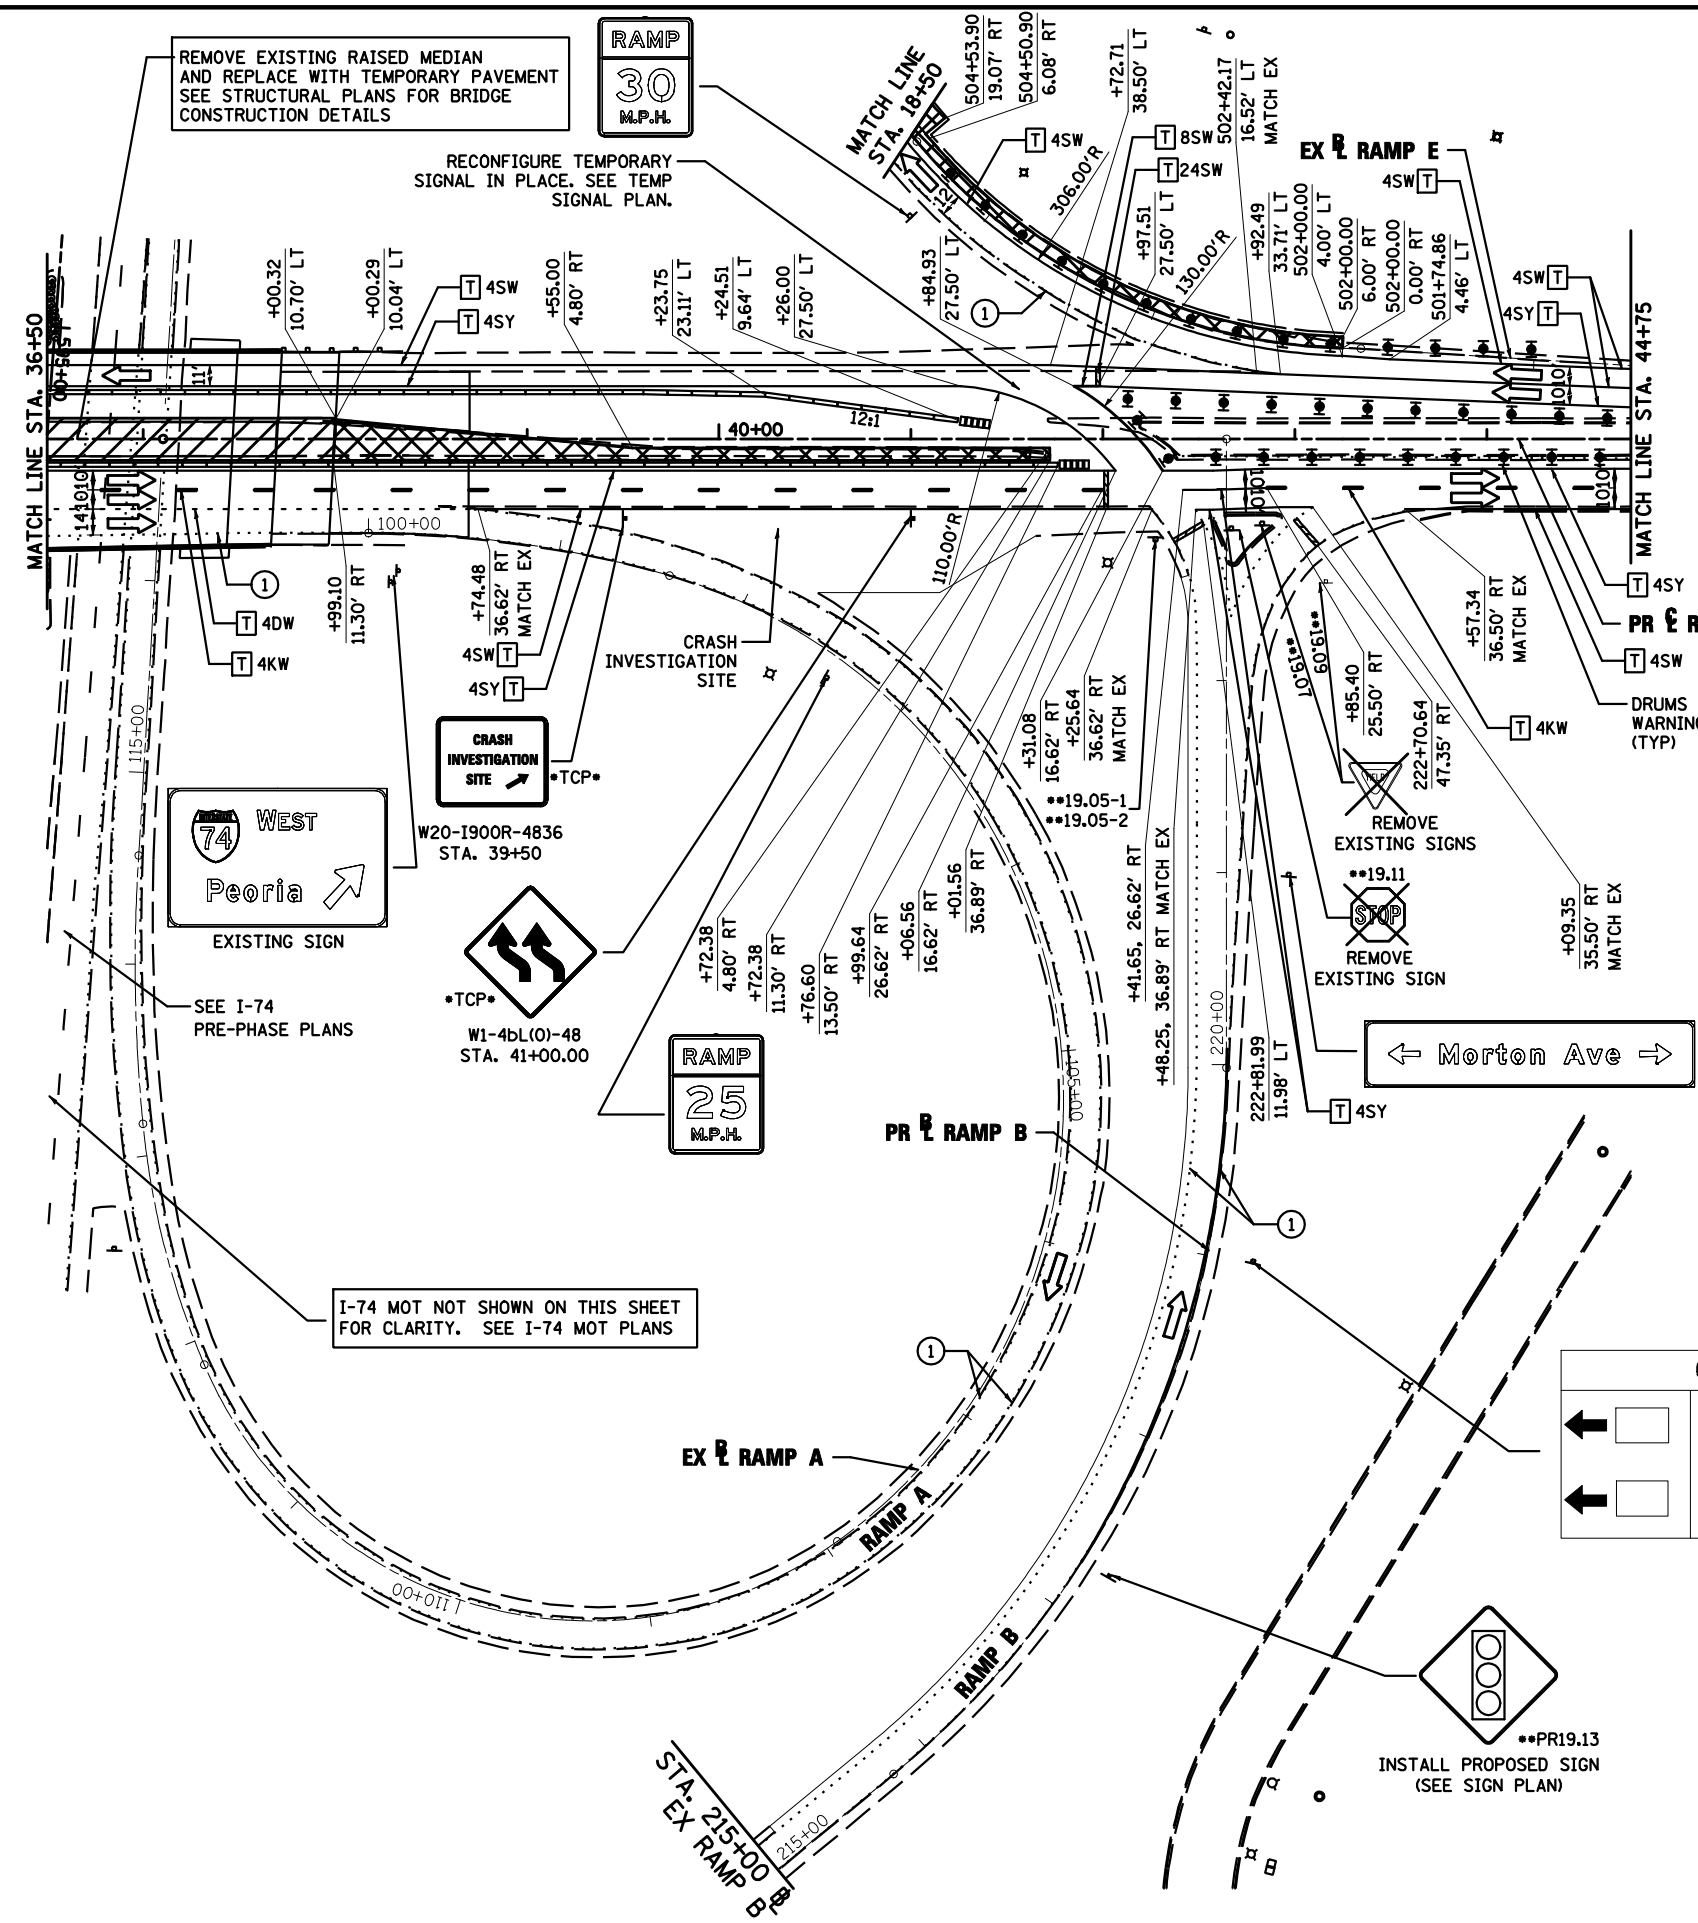 REMOVE EXISTING RAISED MEDIAN
AND REPLACE WITH TEMPORARY PAVEMENT
SEE STRUCTURAL PLANS FOR BRIDGE
CONSTRUCTION DETAILS
RAMP
30
M.P.H.
RECONFIGURE TEMPORARY
SIGNAL IN PLACE. SEE TEMP
SIGNAL PLAN.
MATCH LINE
STA. 18+50
504+53.90
19.07' RT
504+50.90
6.08' RT
+72.71
38.50' LT
502+42.17
16.52' LT
MATCH EX
T 4SW
T 8SW
T 24SW
EX BL RAMP E
4SW T
306.00'R
12'
+97.51
27.50' LT
130.00'R
+92.49
33.71' LT
502+00.00
4.00' LT
502+00.00
6.00' RT
502+00.00
0.00' RT
501+74.86
4.46' LT
4SW T
4SY T
MATCH LINE STA. 36+50
MATCH LINE STA. 44+75
+00.32
10.70' LT
+00.29
10.04' LT
T 4SW
T 4SY
+55.00
4.80' RT
+23.75
23.11' LT
+24.51
9.64' LT
+26.00
27.50' LT
+84.93
27.50' LT
1
11'
12:1
40+00
1010
141010
1010
1010
100+00
1
T 4DW
T 4KW
+99.10
11.30' RT
+74.48
36.62' RT
MATCH EX
4SW T
4SY T
CRASH
INVESTIGATION
SITE
110.00'R
+31.08
16.62' RT
+25.64
36.62' RT
MATCH EX
**19.05-1
**19.05-2
**19.07
**19.09
+85.40
25.50' RT
222+70.64
47.35' RT
+57.34
36.50' RT
MATCH EX
T 4SY
PR CL R
T 4SW
DRUMS
WARNING
(TYP)
T 4KW
YIELD
REMOVE
EXISTING SIGNS
**19.11
STOP
REMOVE
EXISTING SIGN
+09.35
35.50' RT
MATCH EX
115+00
CRASH
INVESTIGATION
SITE
*TCP*
W20-I900R-4836
STA. 39+50
INTERSTATE
74
WEST
Peoria
EXISTING SIGN
SEE I-74
PRE-PHASE PLANS
*TCP*
W1-4bL(O)-48
STA. 41+00.00
RAMP
25
M.P.H.
+72.38
4.80' RT
+72.38
11.30' RT
+76.60
13.50' RT
+99.64
26.62' RT
+06.56
16.62' RT
+01.56
36.89' RT
+41.65, 26.62' RT
+48.25, 36.89' RT MATCH EX
222+81.99
11.98' LT
220+00
105+00
Morton Ave
T 4SY
PR BL RAMP B
1
I-74 MOT NOT SHOWN ON THIS SHEET
FOR CLARITY. SEE I-74 MOT PLANS
1
EX BL RAMP A
RAMP A
110+00
RAMP B
**PR19.13
INSTALL PROPOSED SIGN
(SEE SIGN PLAN)
215+00
STA. 215+00
EX RAMP B BL